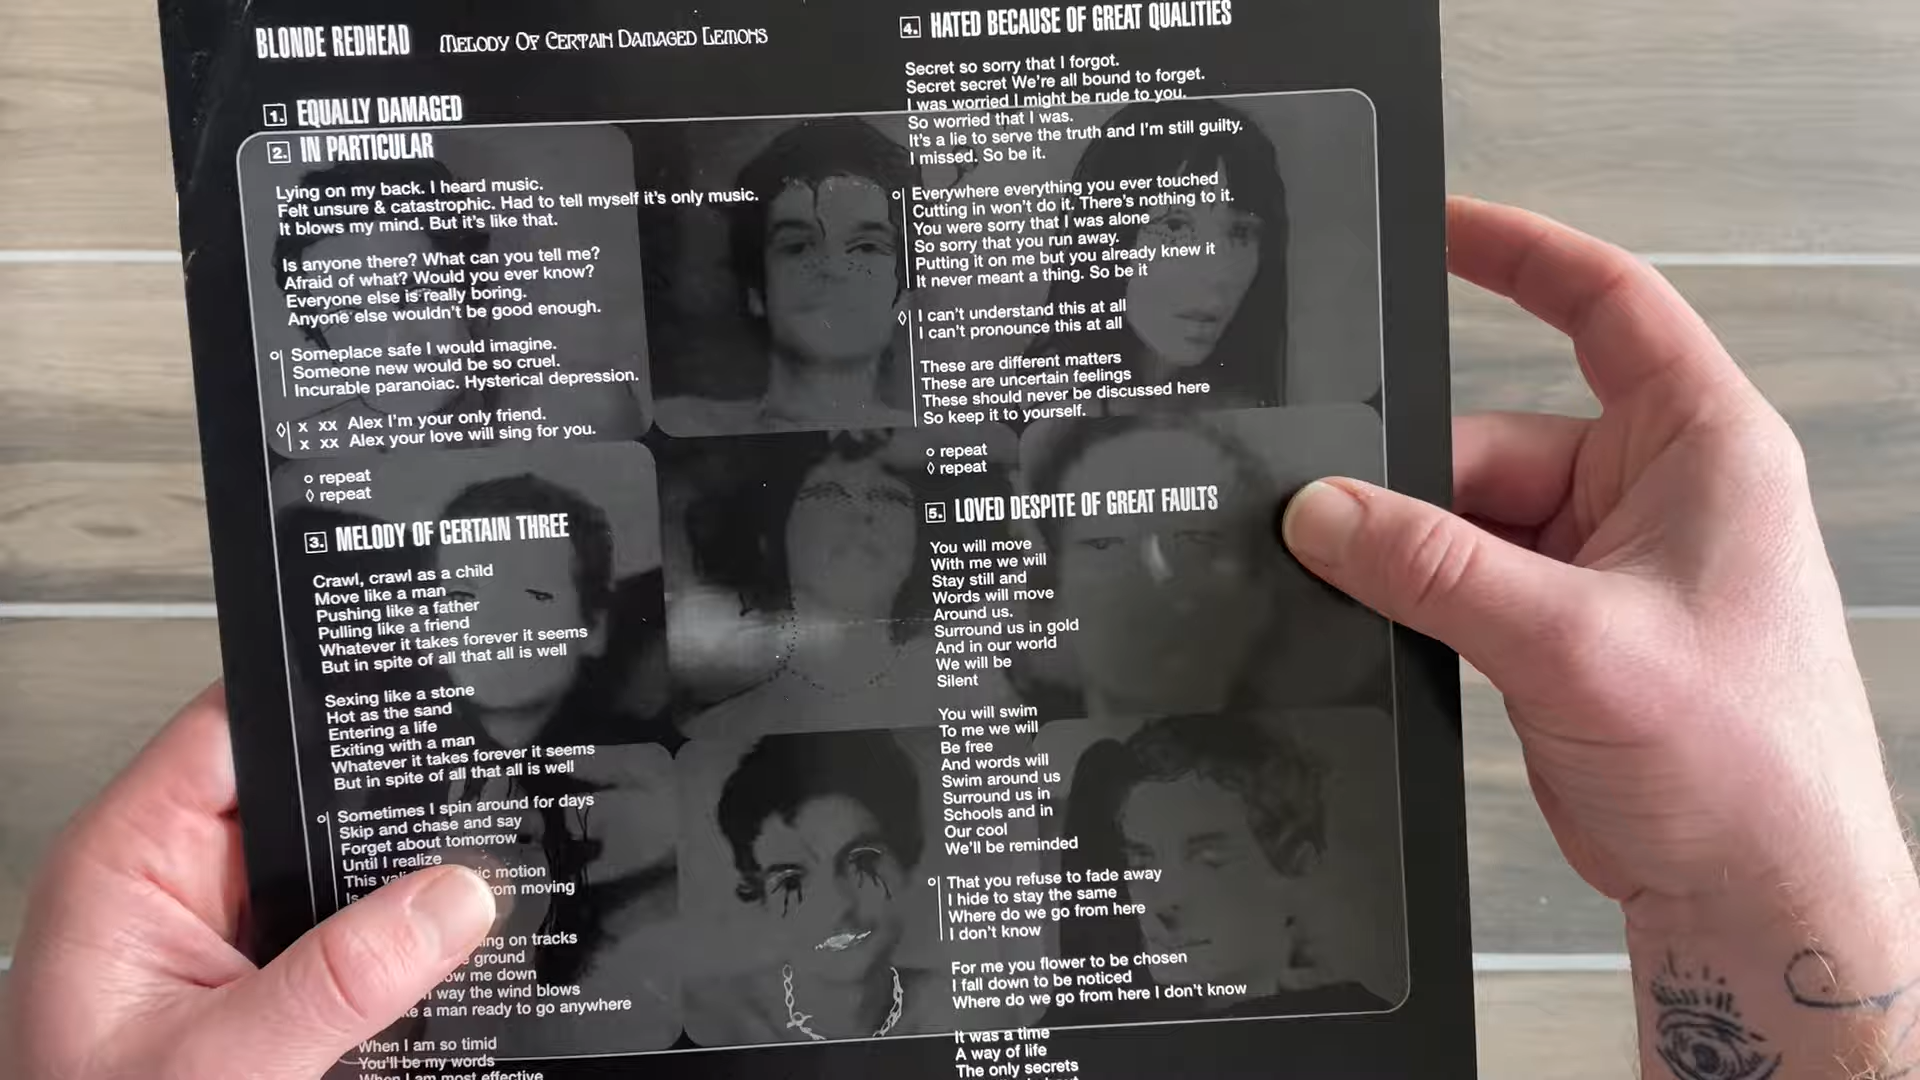 BLONDE REDHEAD MELODY OF CERTAIN DAMAGED LEMONS
1. EQUALLY DAMAGED
2. IN PARTICULAR
Lying on my back. I heard music.
Felt unsure & catastrophic. Had to tell myself it's only music.
It blows my mind. But it's like that.
Is anyone there? What can you tell me?
Afraid of what? Would you ever know?
Everyone else is really boring.
Anyone else wouldn't be good enough.
Someplace safe I would imagine.
Someone new would be so cruel.
Incurable paranoiac. Hysterical depression.
x xx Alex I'm your only friend.
x xx Alex your love will sing for you.
o repeat
◊ repeat
3. MELODY OF CERTAIN THREE
Crawl, crawl as a child
Move like a man
Pushing like a father
Pulling like a friend
Whatever it takes forever it seems
But in spite of all that all is well
Sexing like a stone
Hot as the sand
Entering a life
Exiting with a man
Whatever it takes forever it seems
But in spite of all that all is well
Sometimes I spin around for days
Skip and chase and say
Forget about tomorrow
Until I realize
This motion
moving
on tracks
ground
me down
way the wind blows
a man ready to go anywhere
When I am so timid
You'll be my words
When I am most effective
4. HATED BECAUSE OF GREAT QUALITIES
Secret so sorry that I forgot.
Secret secret We're all bound to forget.
I was worried I might be rude to you.
So worried that I was.
It's a lie to serve the truth and I'm still guilty.
I missed. So be it.
Everywhere everything you ever touched
Cutting in won't do it. There's nothing to it.
You were sorry that I was alone
So sorry that you run away.
Putting it on me but you already knew it
It never meant a thing. So be it
I can't understand this at all
I can't pronounce this at all
These are different matters
These are uncertain feelings
These should never be discussed here
So keep it to yourself.
o repeat
◊ repeat
5. LOVED DESPITE OF GREAT FAULTS
You will move
With me we will
Stay still and
Words will move
Around us.
Surround us in gold
And in our world
We will be
Silent
You will swim
To me we will
Be free
And words will
Swim around us
Surround us in
Schools and in
Our cool
We'll be reminded
That you refuse to fade away
I hide to stay the same
Where do we go from here
I don't know
For me you flower to be chosen
I fall down to be noticed
Where do we go from here I don't know
It was a time
A way of life
The only secrets